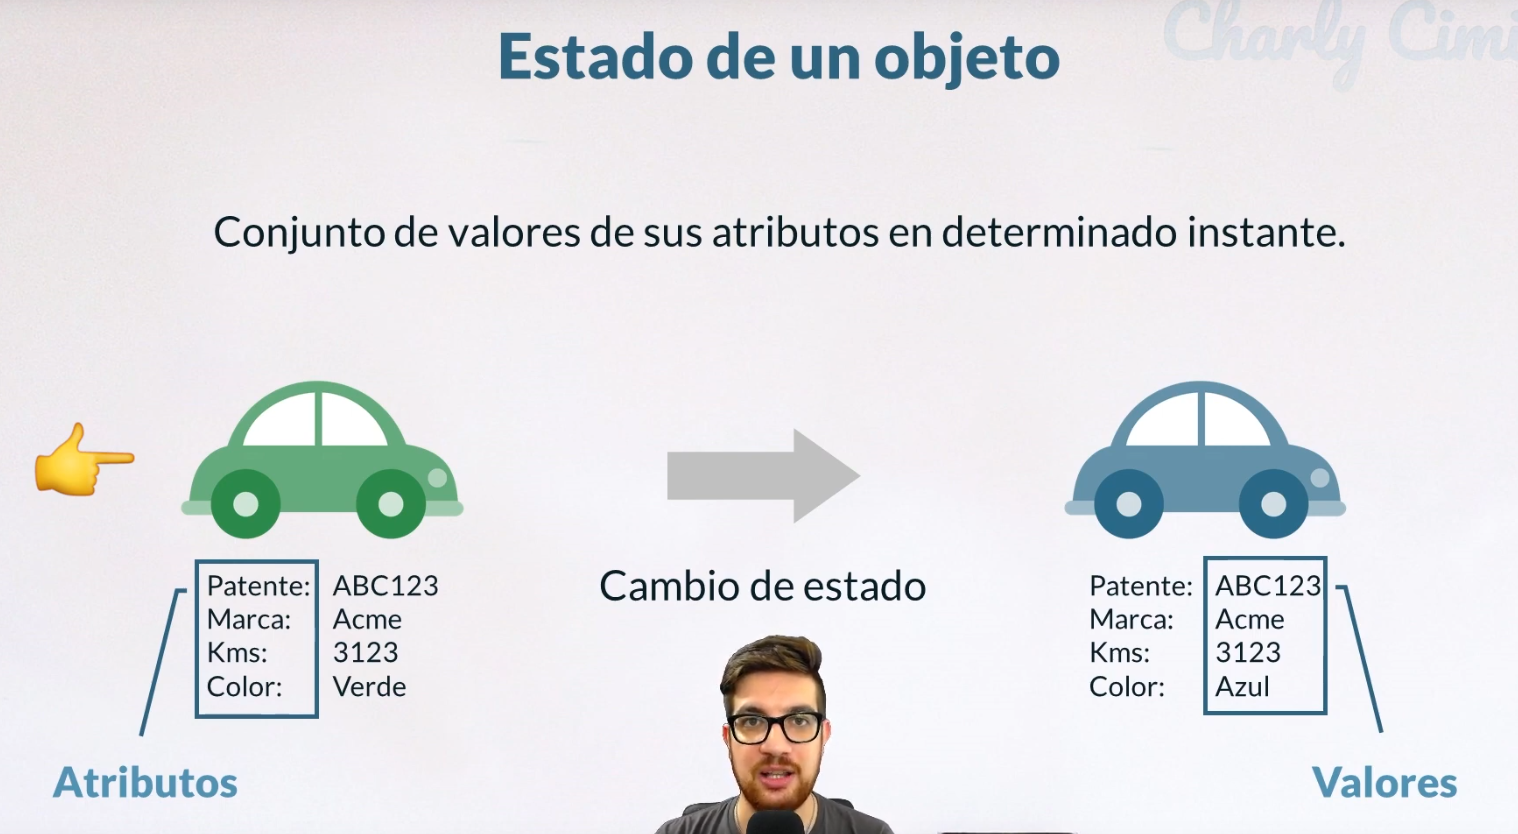 Charly Cimi
Estado de un objeto
Conjunto de valores de sus atributos en determinado instante.
Patente: ABC123
Marca: Acme
Kms: 3123
Color: Verde
Cambio de estado
Patente: ABC123
Marca: Acme
Kms: 3123
Color: Azul
Atributos
Valores